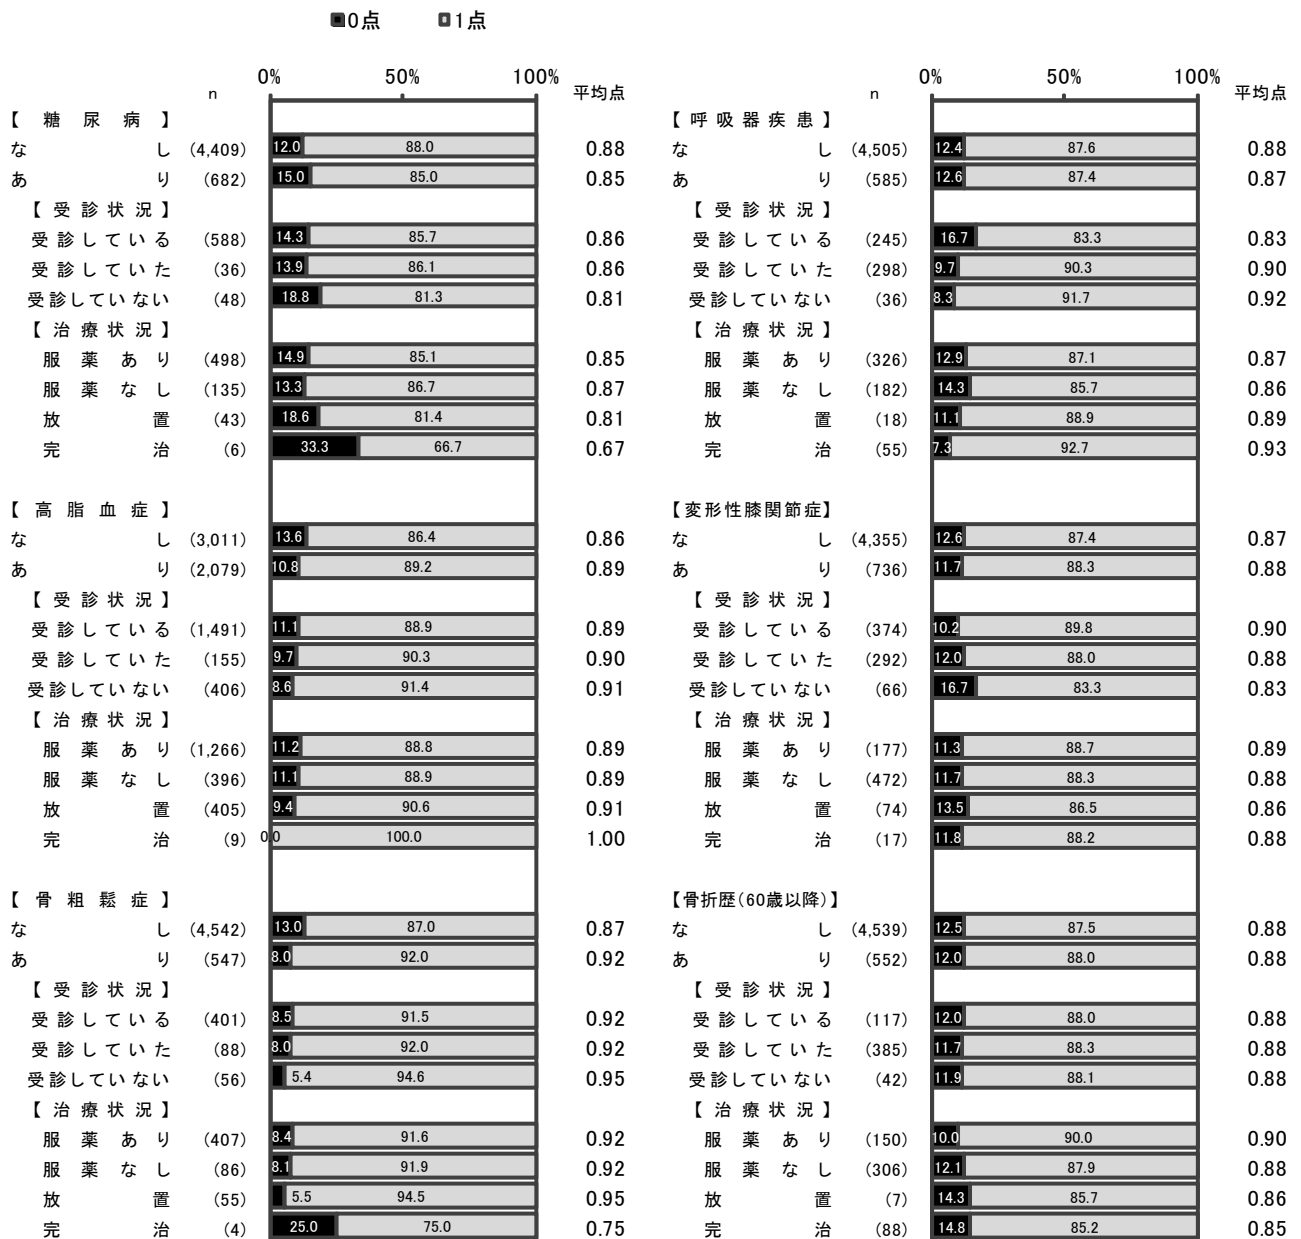 ■0点 □1点
0% 50% 100%
n 平均点
【 糖 尿 病 】
な し (4,409) 12.0 88.0 0.88
あ り (682) 15.0 85.0 0.85
【 受 診 状 況 】
受 診 し て い る (588) 14.3 85.7 0.86
受 診 し て い た (36) 13.9 86.1 0.86
受診していない (48) 18.8 81.3 0.81
【 治 療 状 況 】
服 薬 あ り (498) 14.9 85.1 0.85
服 薬 な し (135) 13.3 86.7 0.87
放 置 (43) 18.6 81.4 0.81
完 治 (6) 33.3 66.7 0.67
【 高 脂 血 症 】
な し (3,011) 13.6 86.4 0.86
あ り (2,079) 10.8 89.2 0.89
【 受 診 状 況 】
受 診 し て い る (1,491) 11.1 88.9 0.89
受 診 し て い た (155) 9.7 90.3 0.90
受診していない (406) 8.6 91.4 0.91
【 治 療 状 況 】
服 薬 あ り (1,266) 11.2 88.8 0.89
服 薬 な し (396) 11.1 88.9 0.89
放 置 (405) 9.4 90.6 0.91
完 治 (9) 0.0 100.0 1.00
【 骨 粗 鬆 症 】
な し (4,542) 13.0 87.0 0.87
あ り (547) 8.0 92.0 0.92
【 受 診 状 況 】
受 診 し て い る (401) 8.5 91.5 0.92
受 診 し て い た (88) 8.0 92.0 0.92
受診していない (56) 5.4 94.6 0.95
【 治 療 状 況 】
服 薬 あ り (407) 8.4 91.6 0.92
服 薬 な し (86) 8.1 91.9 0.92
放 置 (55) 5.5 94.5 0.95
完 治 (4) 25.0 75.0 0.75
0% 50% 100%
n 平均点
【 呼 吸 器 疾 患 】
な し (4,505) 12.4 87.6 0.88
あ り (585) 12.6 87.4 0.87
【 受 診 状 況 】
受 診 し て い る (245) 16.7 83.3 0.83
受 診 し て い た (298) 9.7 90.3 0.90
受診していない (36) 8.3 91.7 0.92
【 治 療 状 況 】
服 薬 あ り (326) 12.9 87.1 0.87
服 薬 な し (182) 14.3 85.7 0.86
放 置 (18) 11.1 88.9 0.89
完 治 (55) 7.3 92.7 0.93
【変形性膝関節症】
な し (4,355) 12.6 87.4 0.87
あ り (736) 11.7 88.3 0.88
【 受 診 状 況 】
受 診 し て い る (374) 10.2 89.8 0.90
受 診 し て い た (292) 12.0 88.0 0.88
受診していない (66) 16.7 83.3 0.83
【 治 療 状 況 】
服 薬 あ り (177) 11.3 88.7 0.89
服 薬 な し (472) 11.7 88.3 0.88
放 置 (74) 13.5 86.5 0.86
完 治 (17) 11.8 88.2 0.88
【骨折歴(60歳以降)】
な し (4,539) 12.5 87.5 0.88
あ り (552) 12.0 88.0 0.88
【 受 診 状 況 】
受 診 し て い る (117) 12.0 88.0 0.88
受 診 し て い た (385) 11.7 88.3 0.88
受診していない (42) 11.9 88.1 0.88
【 治 療 状 況 】
服 薬 あ り (150) 10.0 90.0 0.90
服 薬 な し (306) 12.1 87.9 0.88
放 置 (7) 14.3 85.7 0.86
完 治 (88) 14.8 85.2 0.85